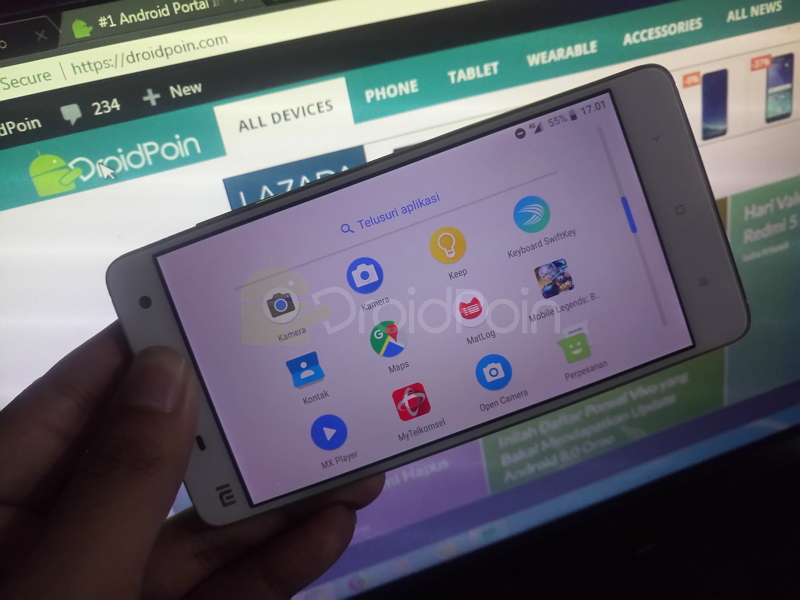 #1 Android Portal
Secure | https://droidpoin.com
dPoin 234 + New
DroidPoin
ALL DEVICES PHONE TABLET WEARABLE ACCESSORIES ALL NEWS
LAZADA
55% 17.01
Telusuri aplikasi
Kamera Kamera Keep Keyboard SwiftKey
Kontak Maps MatLog Mobile Legends: B..
MX Player MyTelkomsel Open Camera Perpesanan
DroidPoin
Hari Val
Redmi 5
Inilah Daftar Ponsel Vivo yang
Bakal Mendapatkan Update
Android 8.0 Oreo
Hapus